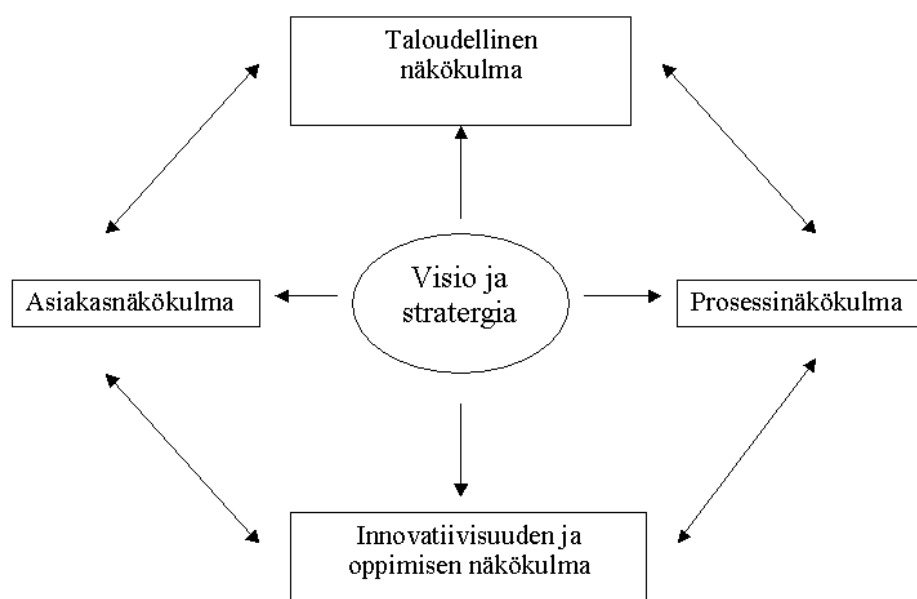 Taloudellinen
näkökulma
Asiakasnäkökulma
Visio ja
stratergia
Prosessinäkökulma
Innovatiivisuuden ja
oppimisen näkökulma